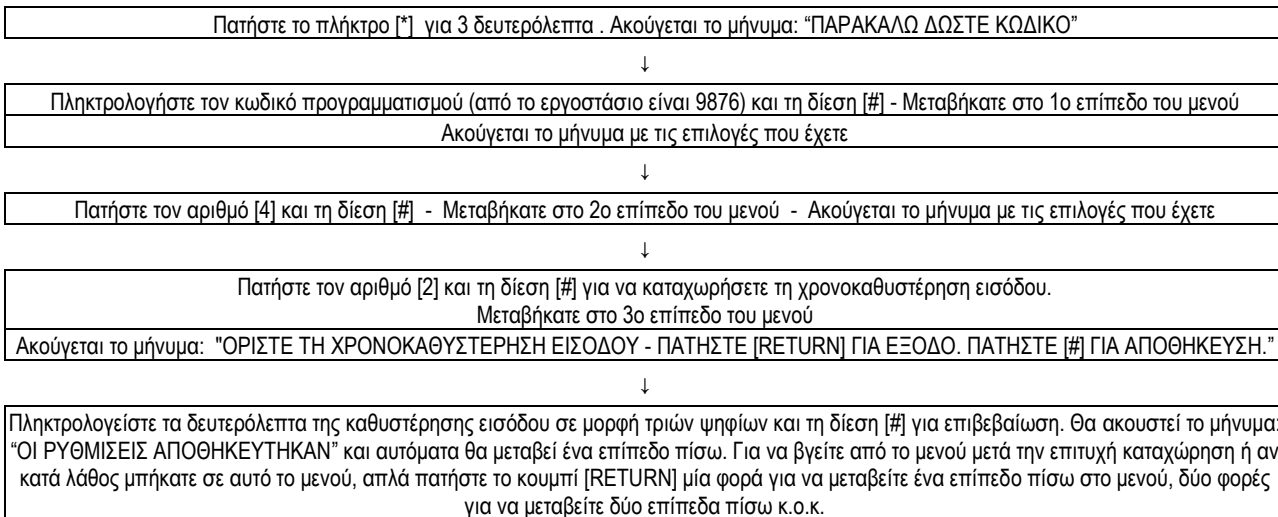 Πατήστε το πλήκτρο [*] για 3 δευτερόλεπτα . Ακούγεται το μήνυμα: “ΠΑΡΑΚΑΛΩ ΔΩΣΤΕ ΚΩΔΙΚΟ”
↓
Πληκτρολογήστε τον κωδικό προγραμματισμού (από το εργοστάσιο είναι 9876) και τη δίεση [#] - Μεταβήκατε στο 1ο επίπεδο του μενού
Ακούγεται το μήνυμα με τις επιλογές που έχετε
↓
Πατήστε τον αριθμό [4] και τη δίεση [#] - Μεταβήκατε στο 2ο επίπεδο του μενού - Ακούγεται το μήνυμα με τις επιλογές που έχετε
↓
Πατήστε τον αριθμό [2] και τη δίεση [#] για να καταχωρήσετε τη χρονοκαθυστέρηση εισόδου.
Μεταβήκατε στο 3ο επίπεδο του μενού
Ακούγεται το μήνυμα: "ΟΡΙΣΤΕ ΤΗ ΧΡΟΝΟΚΑΘΥΣΤΕΡΗΣΗ ΕΙΣΟΔΟΥ - ΠΑΤΗΣΤΕ [RETURN] ΓΙΑ ΕΞΟΔΟ. ΠΑΤΗΣΤΕ [#] ΓΙΑ ΑΠΟΘΗΚΕΥΣΗ.”
↓
Πληκτρολογείστε τα δευτερόλεπτα της καθυστέρησης εισόδου σε μορφή τριών ψηφίων και τη δίεση [#] για επιβεβαίωση. Θα ακουστεί το μήνυμα:
“ΟΙ ΡΥΘΜΙΣΕΙΣ ΑΠΟΘΗΚΕΥΤΗΚΑΝ” και αυτόματα θα μεταβεί ένα επίπεδο πίσω. Για να βγείτε από το μενού μετά την επιτυχή καταχώρηση ή αν
κατά λάθος μπήκατε σε αυτό το μενού, απλά πατήστε το κουμπί [RETURN] μία φορά για να μεταβείτε ένα επίπεδο πίσω στο μενού, δύο φορές
για να μεταβείτε δύο επίπεδα πίσω κ.ο.κ.